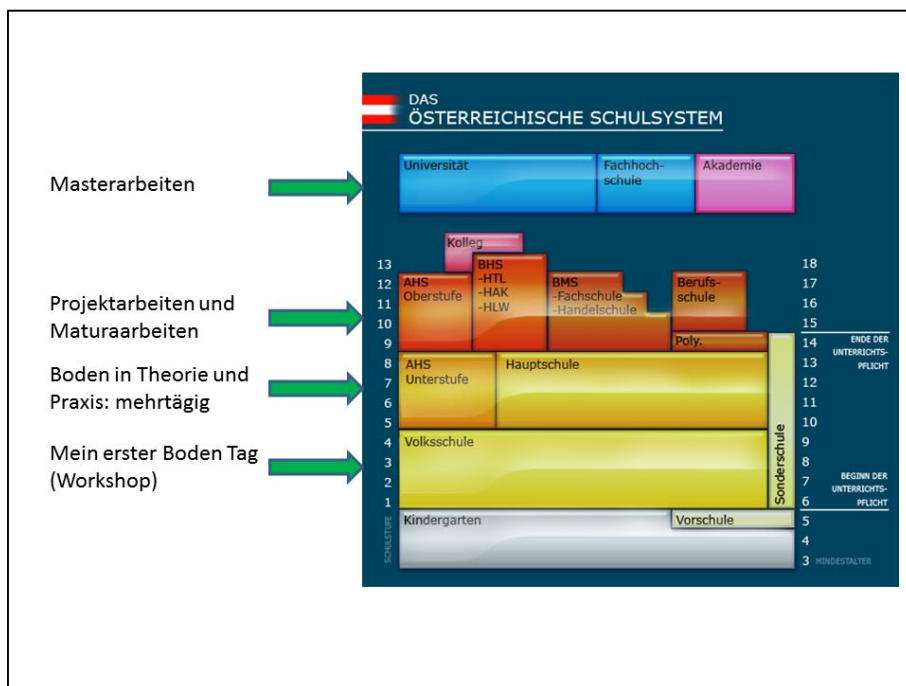 DAS
ÖSTERREICHISCHE SCHULSYSTEM
Masterarbeiten
Universität
Fachhoch-
schule
Akademie
Kolleg
Projektarbeiten und
Maturaarbeiten
13
12
11
10
9
AHS
Oberstufe
BHS
-HTL
-HAK
-HLW
BMS
-Fachschule
-Handelschule
Berufs-
schule
Poly.
18
17
16
15
14
ENDE DER
UNTERRICHTS-
PFLICHT
Boden in Theorie und
Praxis: mehrtägig
8
7
6
5
AHS
Unterstufe
Hauptschule
13
12
11
10
Mein erster Boden Tag
(Workshop)
4
3
2
1
Volksschule
Sonderschule
9
8
7
6
BEGINN DER
UNTERRICHTS-
PFLICHT
SCHULSTUFE
Kindergarten
Vorschule
5
4
3 MINDESTALTER